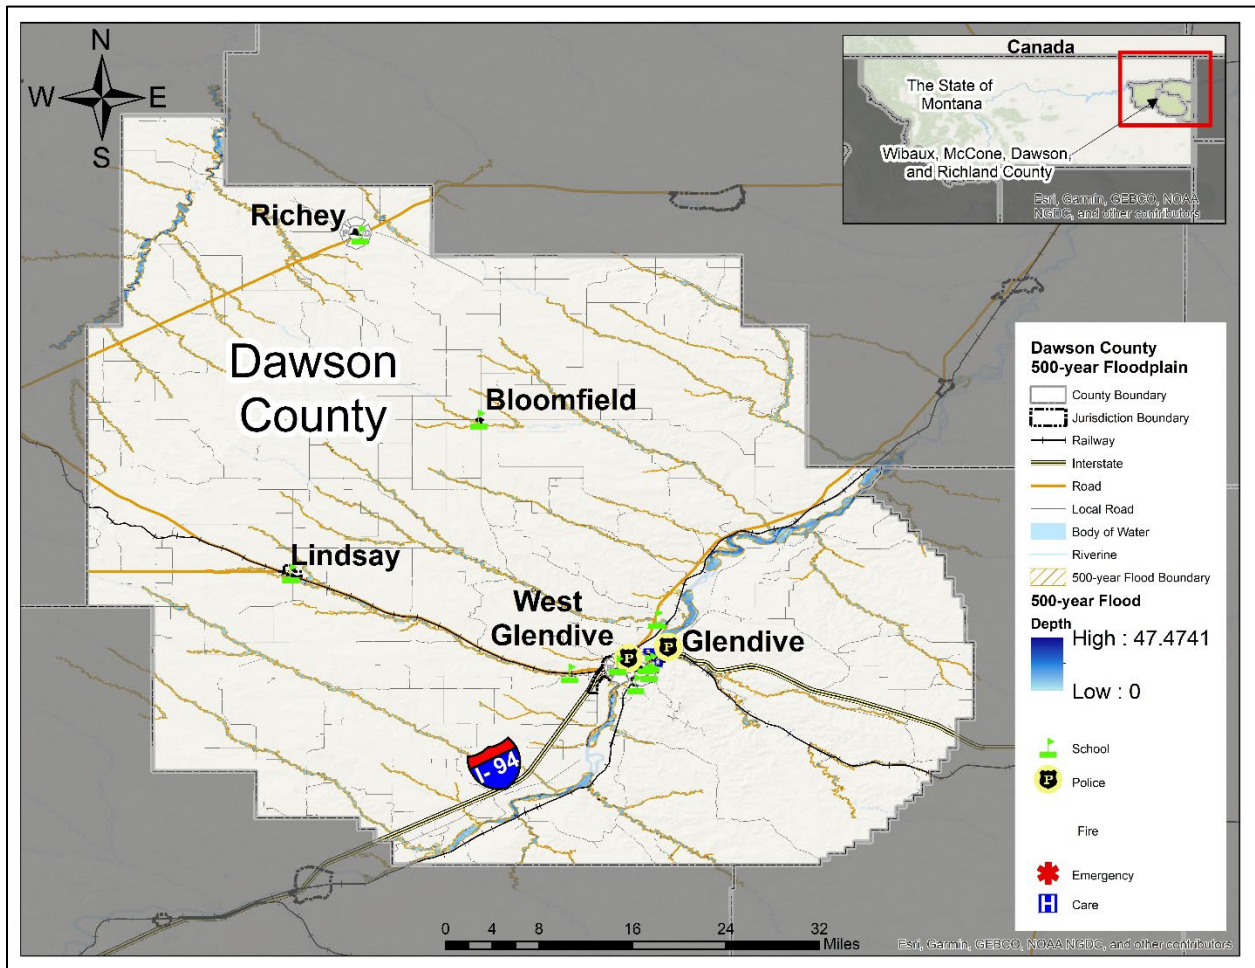 N
W
E
S
Canada
The State of
Montana
Wibaux, McCone, Dawson,
and Richland County
Esri, Garmin, GEBCO, NOAA
NGDC, and other contributors
Richey
Dawson
County
Bloomfield
Lindsay
West
Glendive
Glendive
P
P
I-94
Dawson County
500-year Floodplain
County Boundary
Jurisdiction Boundary
Railway
Interstate
Road
Local Road
Body of Water
Riverine
500-year Flood Boundary
500-year Flood
Depth
High : 47.4741
Low : 0
School
P
Police
Fire
Emergency
H
Care
0 4 8 16 24 32
Miles
Esri, Garmin, GEBCO, NOAA NGDC, and other contributors